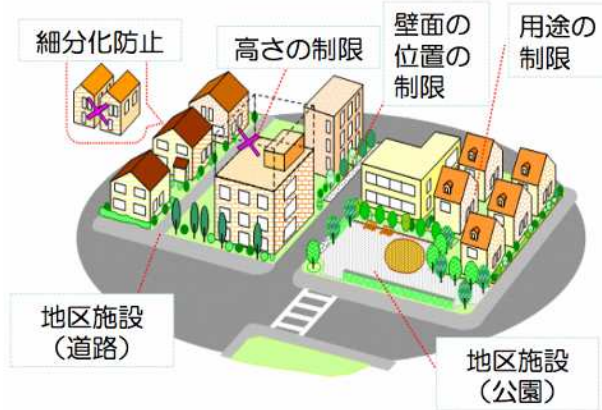 細分化防止
高さの制限
壁面の
位置の
制限
用途の
制限
地区施設
（道路）
地区施設
（公園）